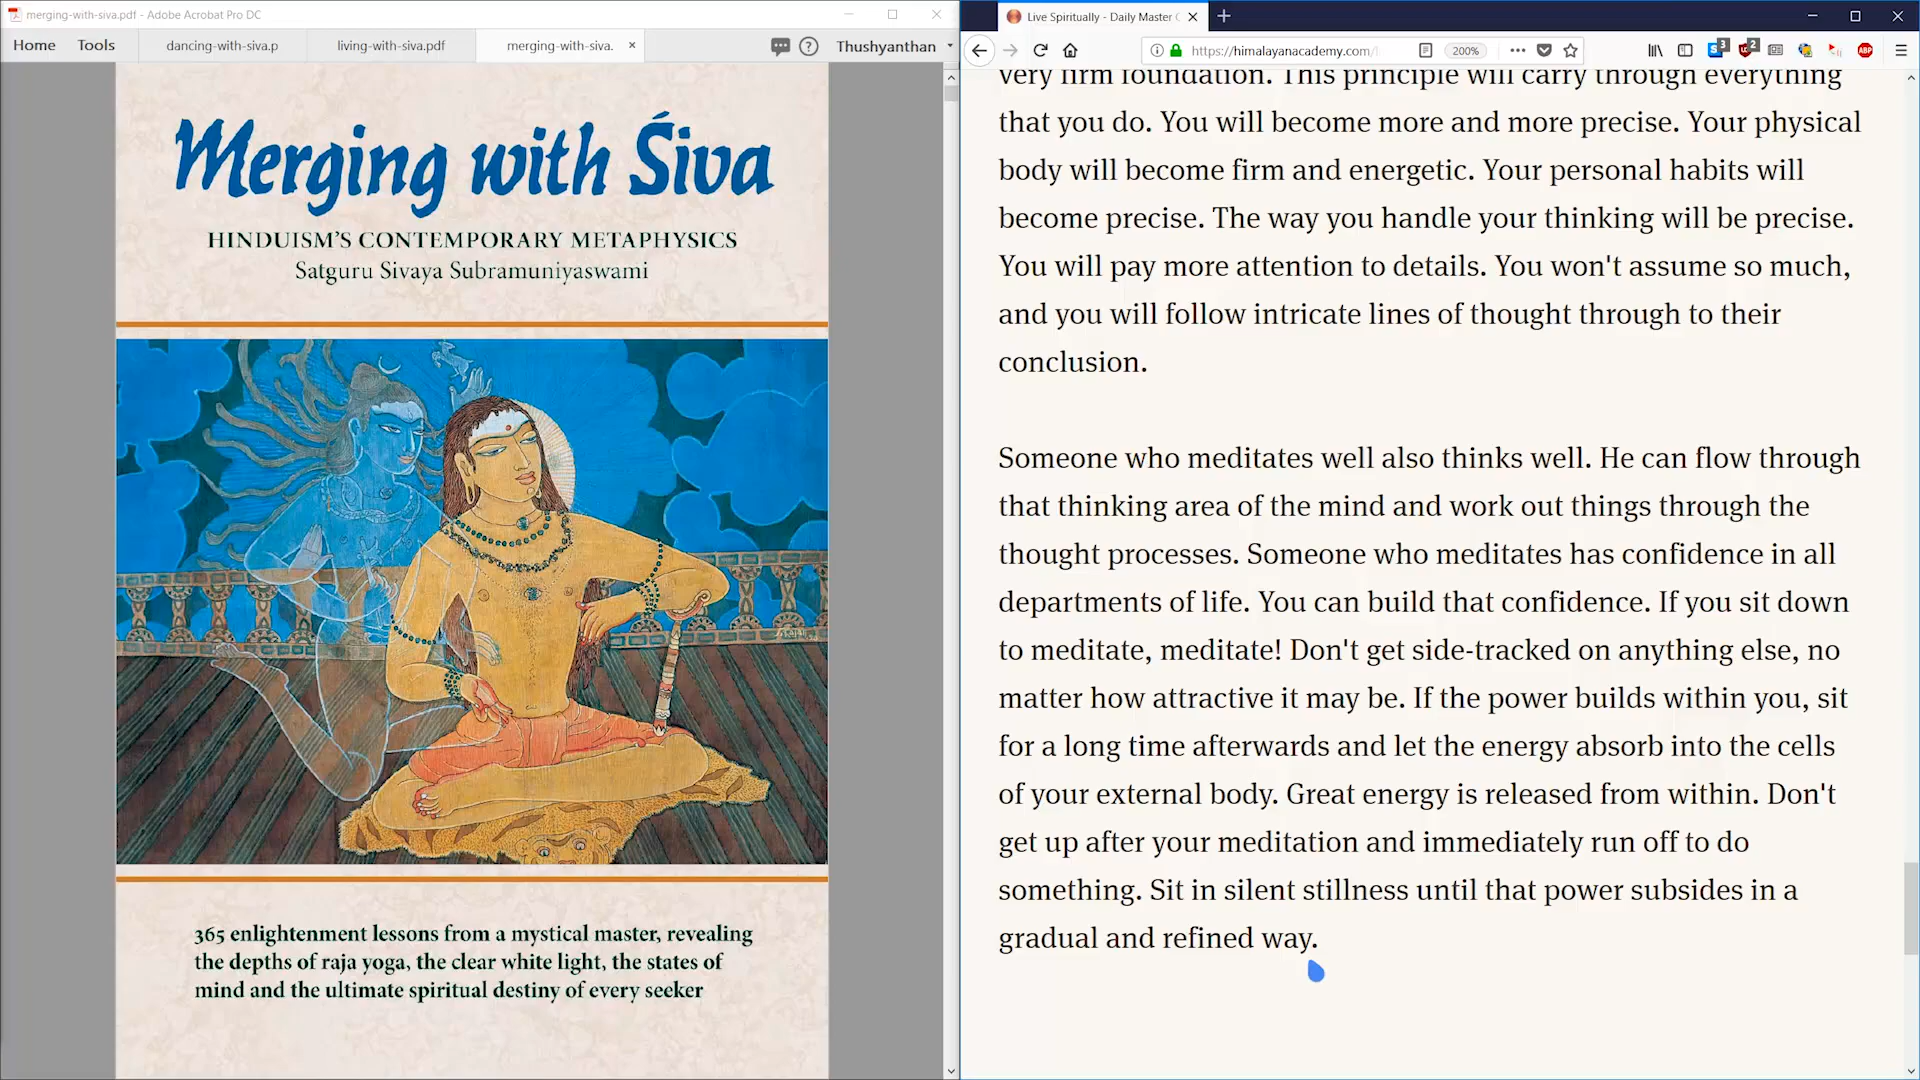 merging-with-siva.pdf - Adobe Acrobat Pro DC
Home
Tools
dancing-with-siva.p
living-with-siva.pdf
merging-with-siva.
Thushyanthan
Merging with Śiva
HINDUISM'S CONTEMPORARY METAPHYSICS
Satguru Sivaya Subramuniyaswami
365 enlightenment lessons from a mystical master, revealing
the depths of raja yoga, the clear white light, the states of
mind and the ultimate spiritual destiny of every seeker
Live Spiritually - Daily Master C
https://himalayanacademy.com/
200%
3
2
ABP
very firm foundation. This principle will carry through everything
that you do. You will become more and more precise. Your physical
body will become firm and energetic. Your personal habits will
become precise. The way you handle your thinking will be precise.
You will pay more attention to details. You won't assume so much,
and you will follow intricate lines of thought through to their
conclusion.
Someone who meditates well also thinks well. He can flow through
that thinking area of the mind and work out things through the
thought processes. Someone who meditates has confidence in all
departments of life. You can build that confidence. If you sit down
to meditate, meditate! Don't get side-tracked on anything else, no
matter how attractive it may be. If the power builds within you, sit
for a long time afterwards and let the energy absorb into the cells
of your external body. Great energy is released from within. Don't
get up after your meditation and immediately run off to do
something. Sit in silent stillness until that power subsides in a
gradual and refined way.